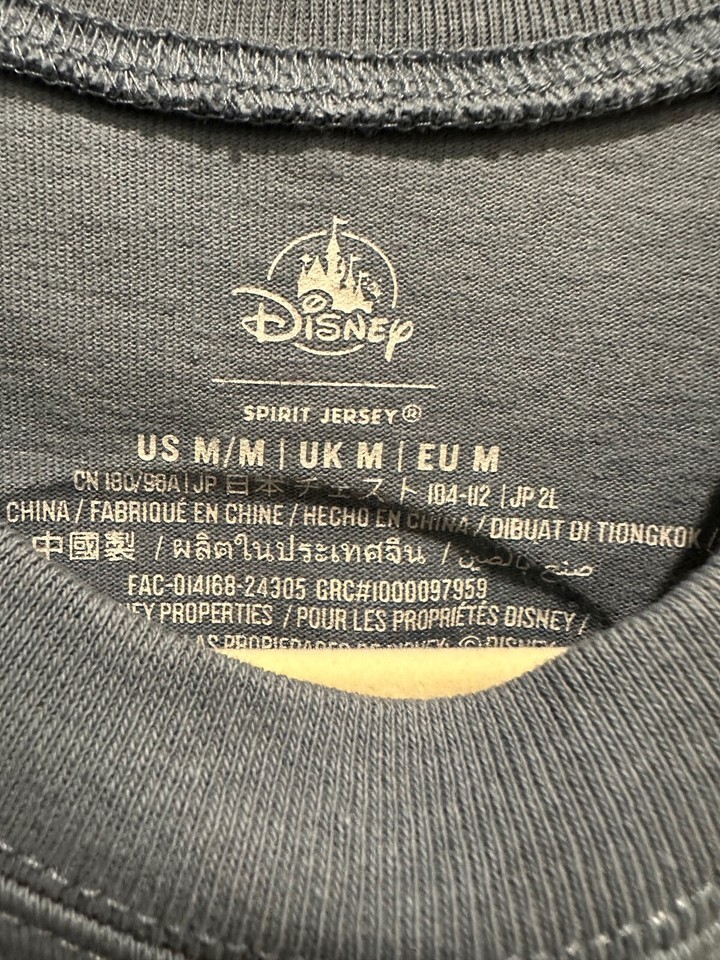 Disney
SPIRIT JERSEY®
US M/M | UK M | EU M
CN 180/96A | JP 日本 チェスト 104-112 | JP 2L
CHINA / FABRIQUÉ EN CHINE / HECHO EN CHINA / DIBUAT DI TIONGKOK /
中國製 / ผลิตในประเทศจีน / صنع بالصين
FAC-014168-24305 GRC#1000097959
PROPERTIES / POUR LES PROPRIÉTÉS DISNEY /
PROPIEDADES